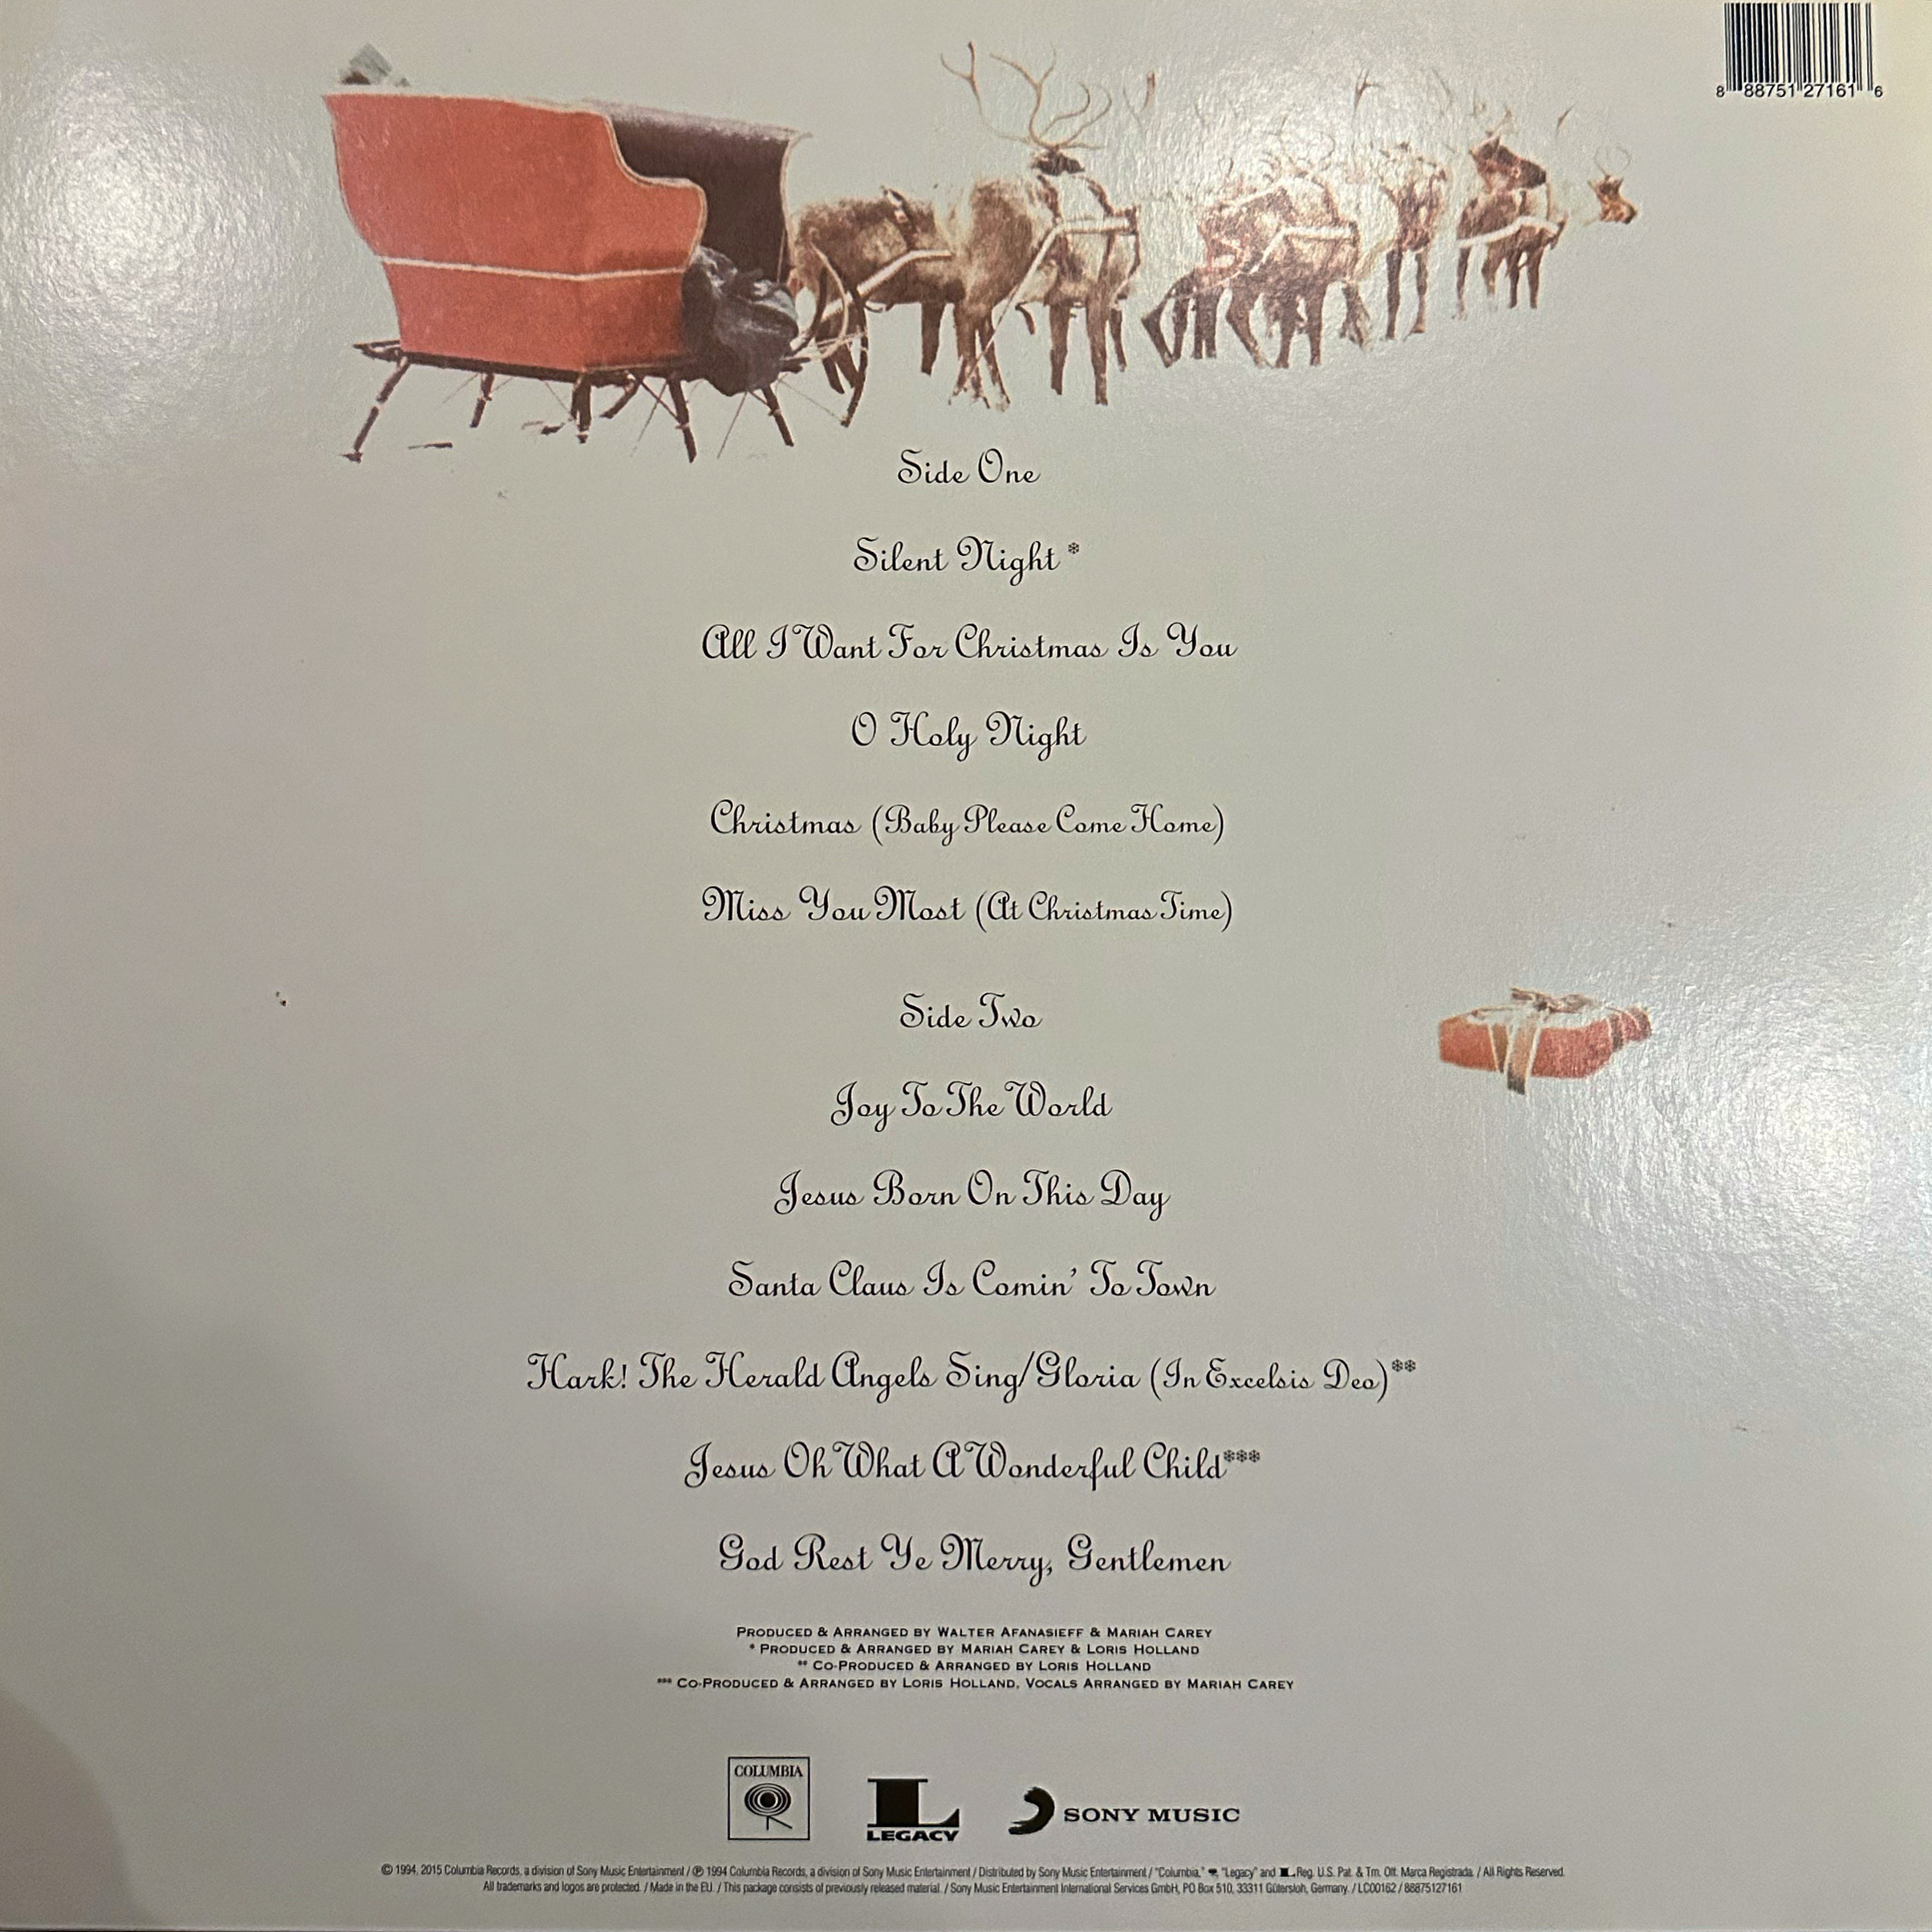 8 88751 27161 6
Side One
Silent Night *
All I Want For Christmas Is You
O Holy Night
Christmas (Baby Please Come Home)
Miss You Most (At Christmas Time)
Side Two
Joy To The World
Jesus Born On This Day
Santa Claus Is Comin' To Town
Hark! The Herald Angels Sing/Gloria (In Excelsis Deo)**
Jesus Oh What A Wonderful Child***
God Rest Ye Merry, Gentlemen
PRODUCED & ARRANGED BY WALTER AFANASIEFF & MARIAH CAREY
* PRODUCED & ARRANGED BY MARIAH CAREY & LORIS HOLLAND
** CO-PRODUCED & ARRANGED BY LORIS HOLLAND
*** CO-PRODUCED & ARRANGED BY LORIS HOLLAND, VOCALS ARRANGED BY MARIAH CAREY
COLUMBIA
L
LEGACY
SONY MUSIC
© 1994, 2015 Columbia Records, a division of Sony Music Entertainment / ℗ 1994 Columbia Records, a division of Sony Music Entertainment / Distributed by Sony Music Entertainment / "Columbia," "Legacy" and L Reg. U.S. Pat. & Tm. Off. Marca Registrada. / All Rights Reserved.
All trademarks and logos are protected. / Made in the EU. / This package consists of previously released material. / Sony Music Entertainment International Services GmbH, PO Box 510, 33311 Gütersloh, Germany. / LC00162 / 88875127161